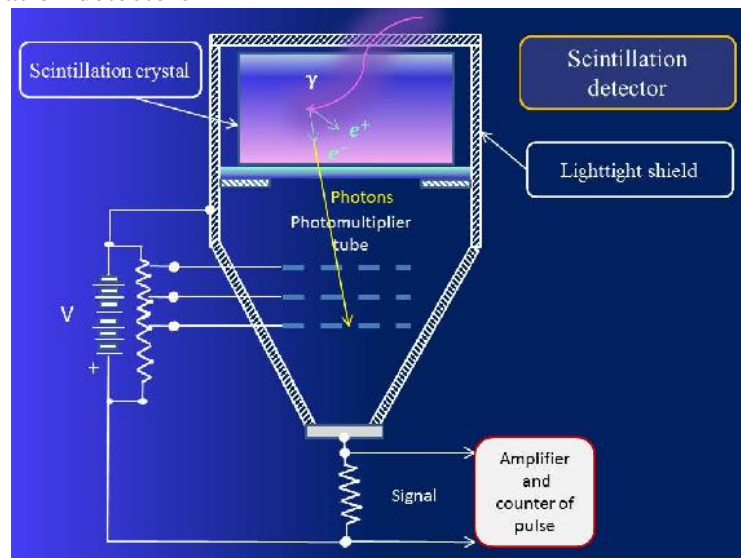 Scintillation crystal
γ
e⁺
e⁻
Scintillation
detector
Lighttight shield
Photons
Photomultiplier
tube
V
+
Signal
Amplifier
and
counter of
pulse